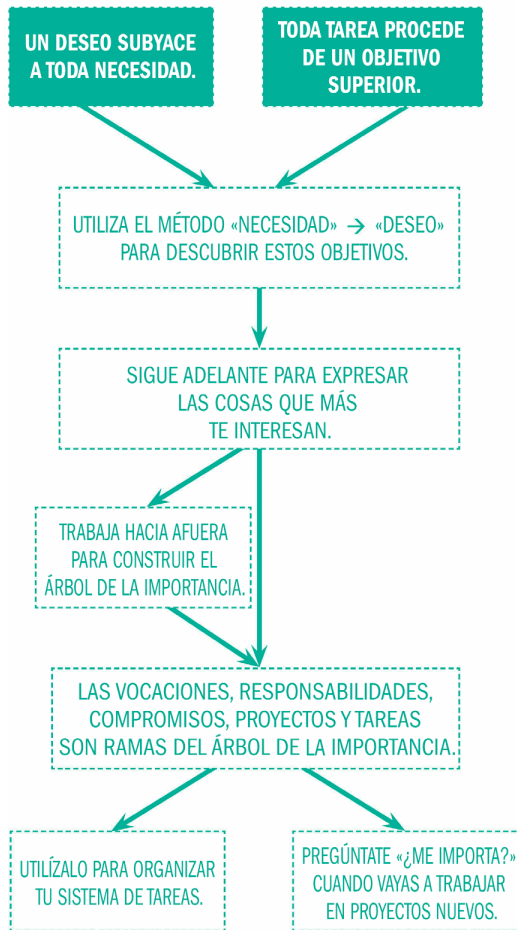 UN DESEO SUBYACE
A TODA NECESIDAD.
TODA TAREA PROCEDE
DE UN OBJETIVO
SUPERIOR.
UTILIZA EL MÉTODO «NECESIDAD» → «DESEO»
PARA DESCUBRIR ESTOS OBJETIVOS.
SIGUE ADELANTE PARA EXPRESAR
LAS COSAS QUE MÁS
TE INTERESAN.
TRABAJA HACIA AFUERA
PARA CONSTRUIR EL
ÁRBOL DE LA IMPORTANCIA.
LAS VOCACIONES, RESPONSABILIDADES,
COMPROMISOS, PROYECTOS Y TAREAS
SON RAMAS DEL ÁRBOL DE LA IMPORTANCIA.
UTILÍZALO PARA ORGANIZAR
TU SISTEMA DE TAREAS.
PREGÚNTATE «¿ME IMPORTA?»
CUANDO VAYAS A TRABAJAR
EN PROYECTOS NUEVOS.